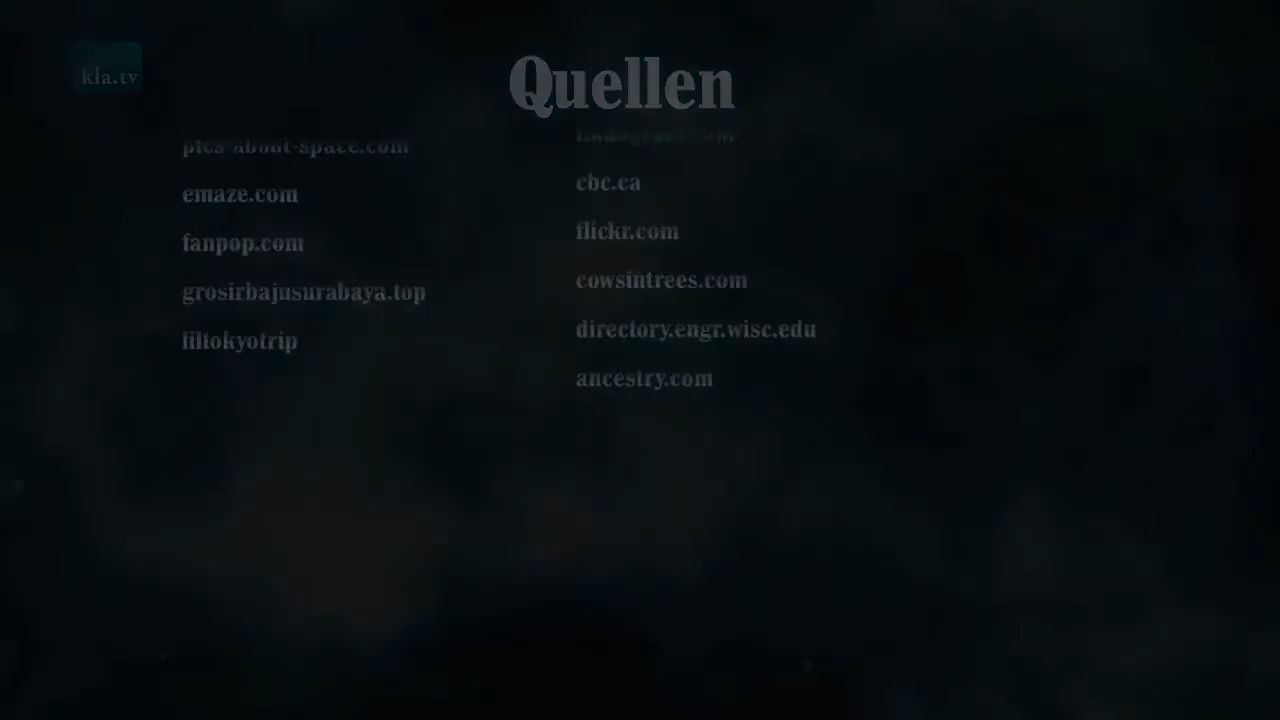 kla.tv
Quellen
pics-about-space.com
emaze.com
fanpop.com
grosirbajusurabaya.top
liltokyotrip
cbc.ca
flickr.com
cowsintrees.com
directory.engr.wisc.edu
ancestry.com